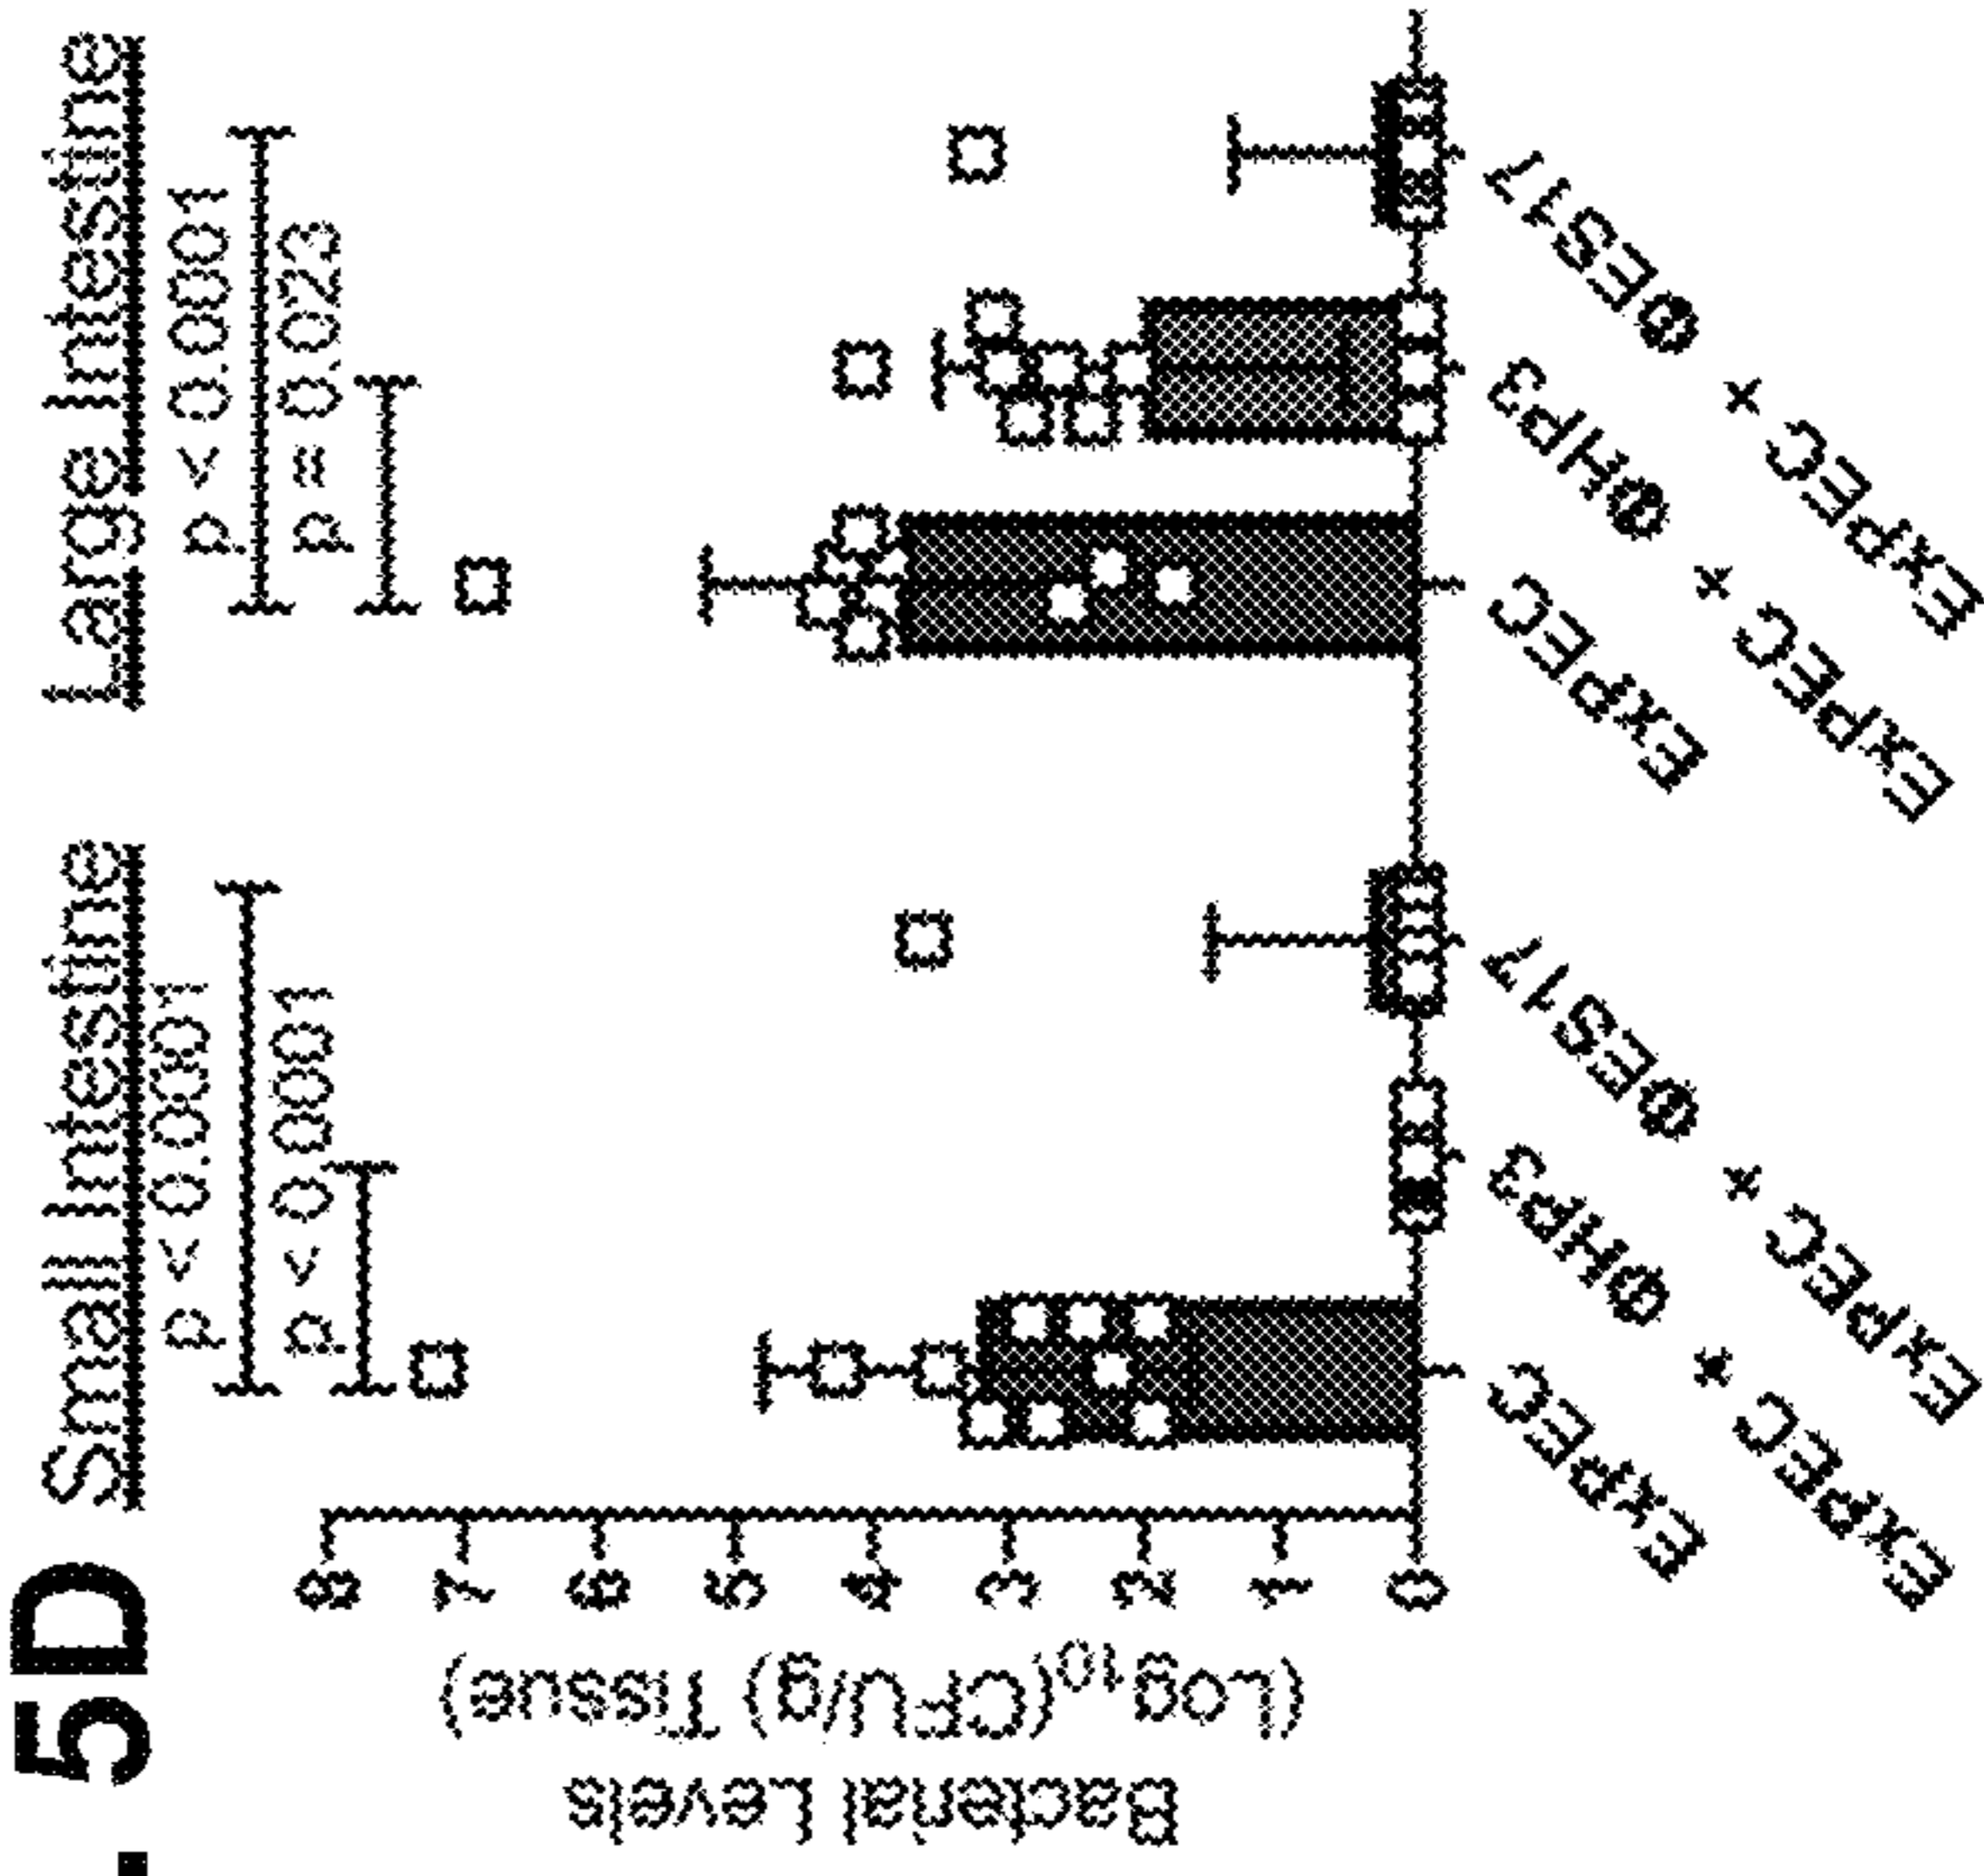 . 5D
Small Intestine
p < 0.0001
p < 0.0001
Large Intestine
p < 0.0001
p = 0.023
Bacterial Levels
(Log10(CFU/g) Tissue)
8
7
6
5
4
3
2
1
0
ExPEC
ExPEC + ΦHP3
ExPEC + ΦES17
ExPEC
ExPEC + ΦHP3
ExPEC + ΦES17